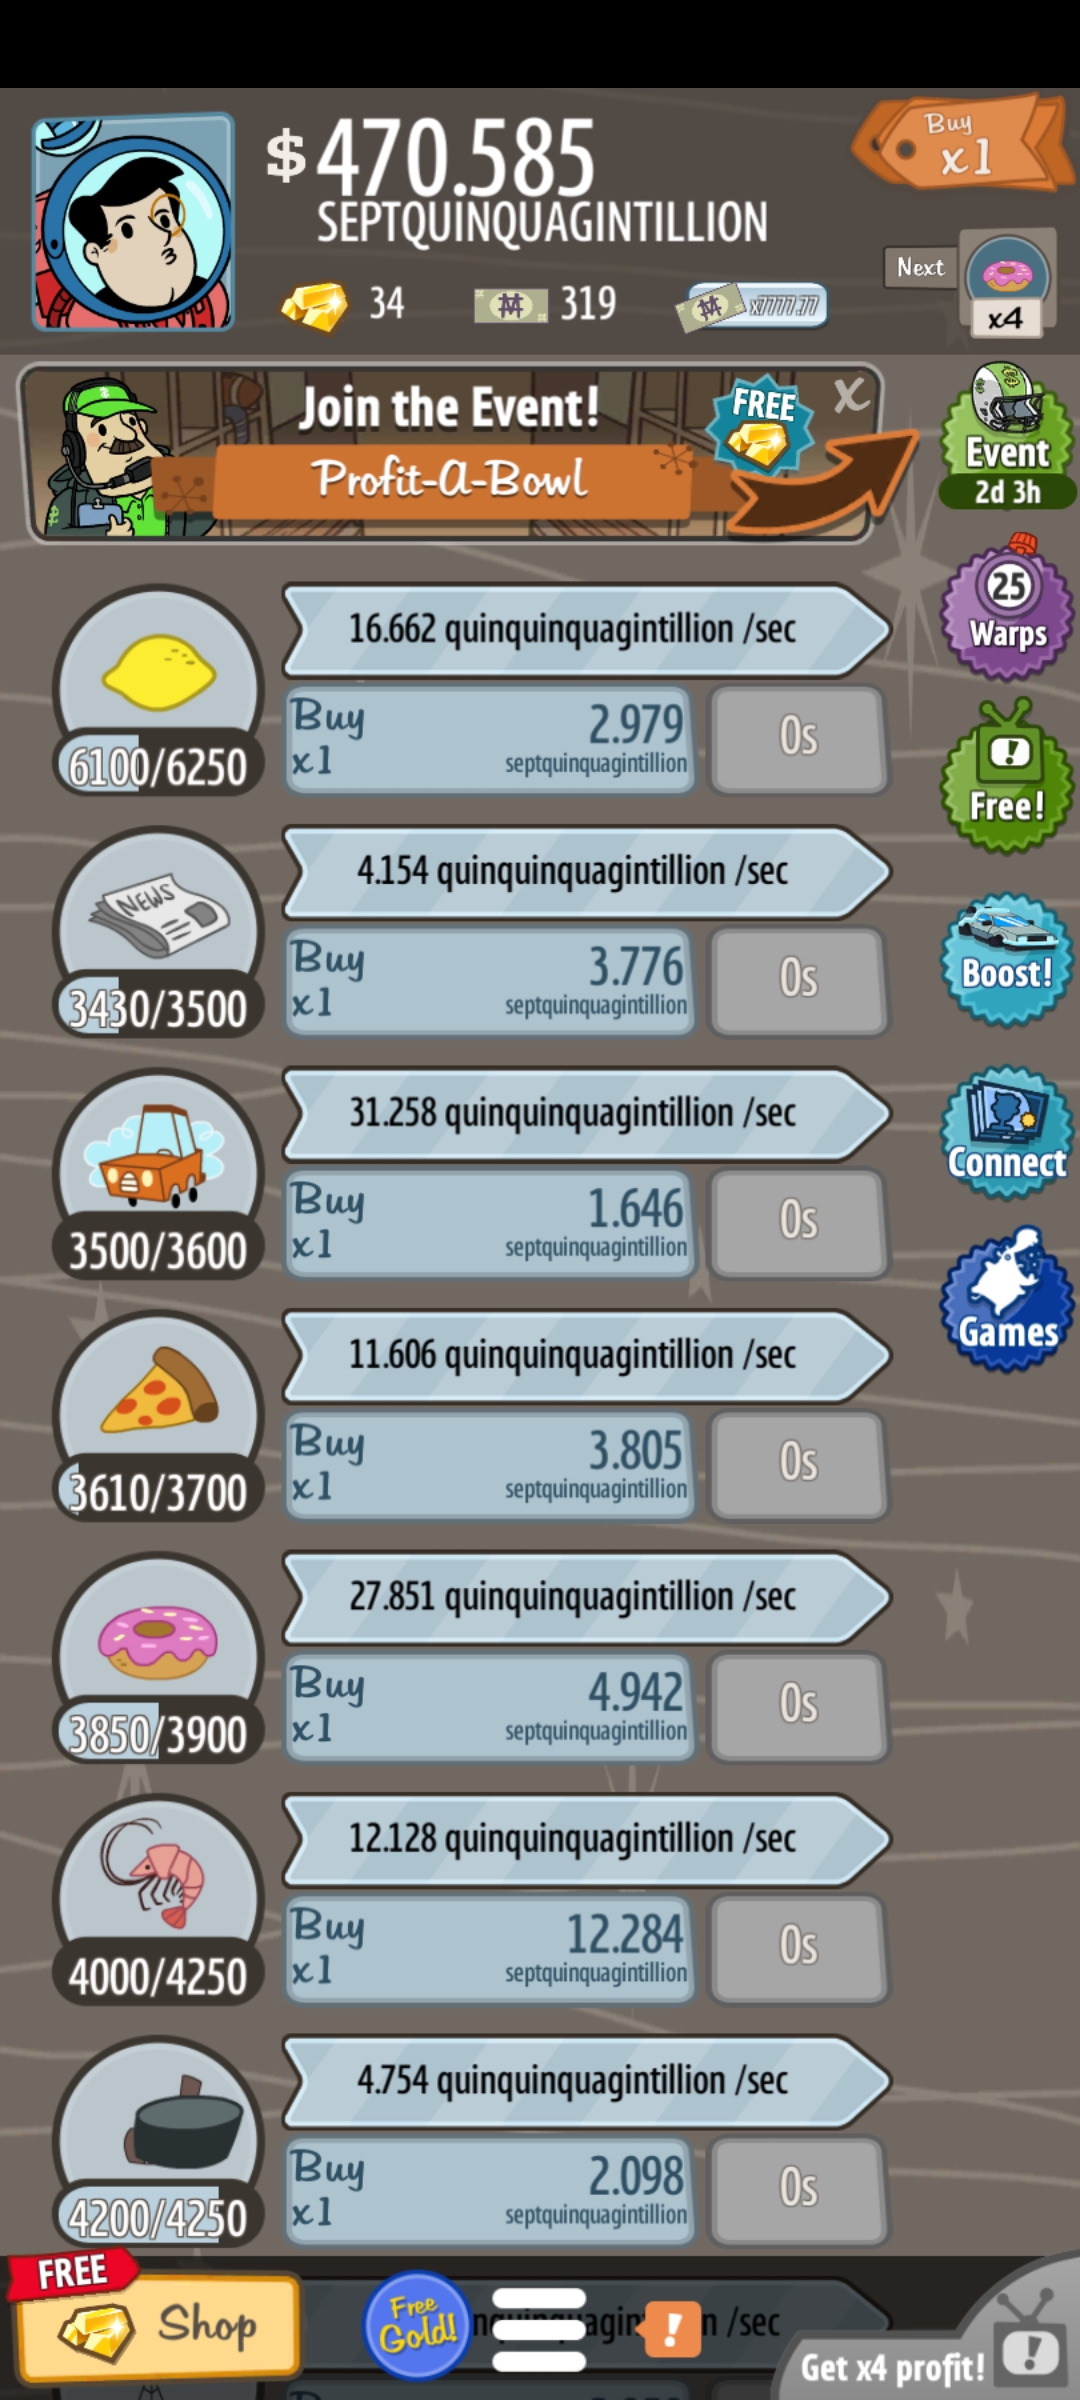 $470.585
SEPTQUINQUAGINTILLION
Buy
x1
34
319
x7777.77
Next
x4
Join the Event!
Profit-A-Bowl
FREE
X
Event
2d 3h
25
Warps
Free!
Boost!
Connect
Games
16.662 quinquinquagintillion /sec
6100/6250
Buy
x1
2.979
septquinquagintillion
0s
NEWS
4.154 quinquinquagintillion /sec
3430/3500
Buy
x1
3.776
septquinquagintillion
0s
31.258 quinquinquagintillion /sec
3500/3600
Buy
x1
1.646
septquinquagintillion
0s
11.606 quinquinquagintillion /sec
3610/3700
Buy
x1
3.805
septquinquagintillion
0s
27.851 quinquinquagintillion /sec
3850/3900
Buy
x1
4.942
septquinquagintillion
0s
12.128 quinquinquagintillion /sec
4000/4250
Buy
x1
12.284
septquinquagintillion
0s
4.754 quinquinquagintillion /sec
4200/4250
Buy
x1
2.098
septquinquagintillion
0s
FREE
Shop
Free
Gold!
!
/sec
Get x4 profit!
!